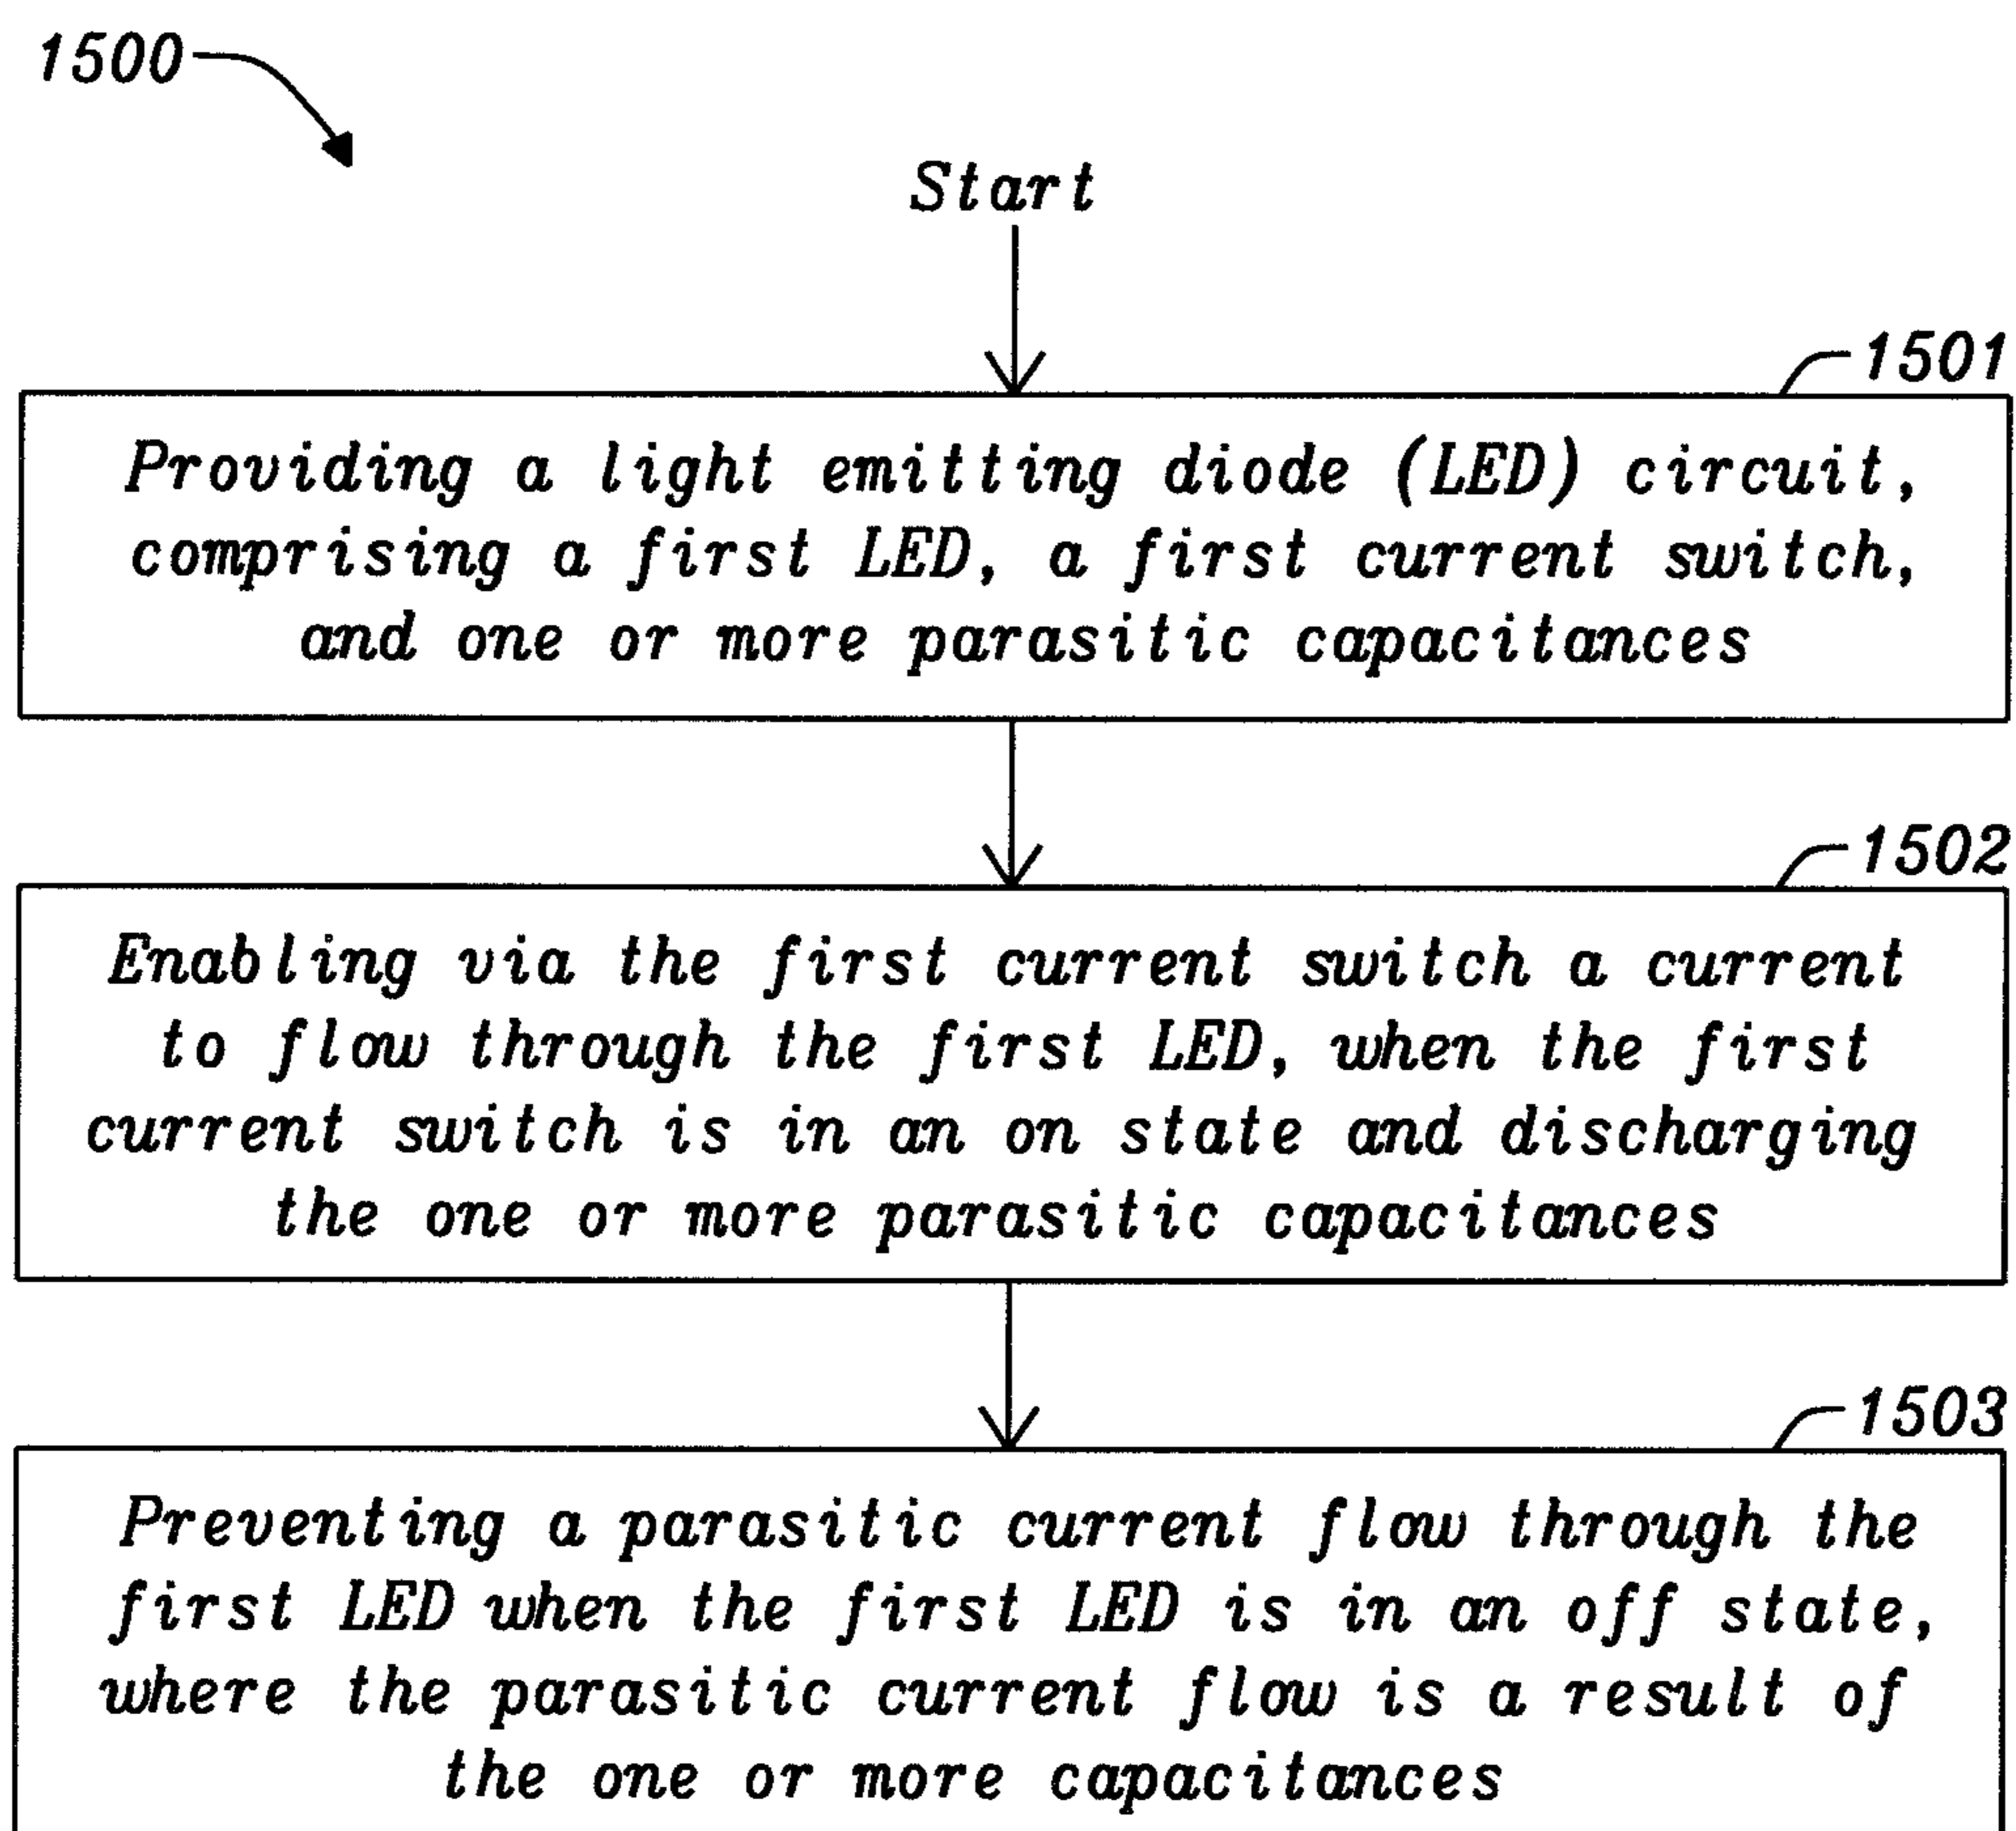 1500
Start
1501
Providing a light emitting diode (LED) circuit,
comprising a first LED, a first current switch,
and one or more parasitic capacitances
1502
Enabling via the first current switch a current
to flow through the first LED, when the first
current switch is in an on state and discharging
the one or more parasitic capacitances
1503
Preventing a parasitic current flow through the
first LED when the first LED is in an off state,
where the parasitic current flow is a result of
the one or more capacitances